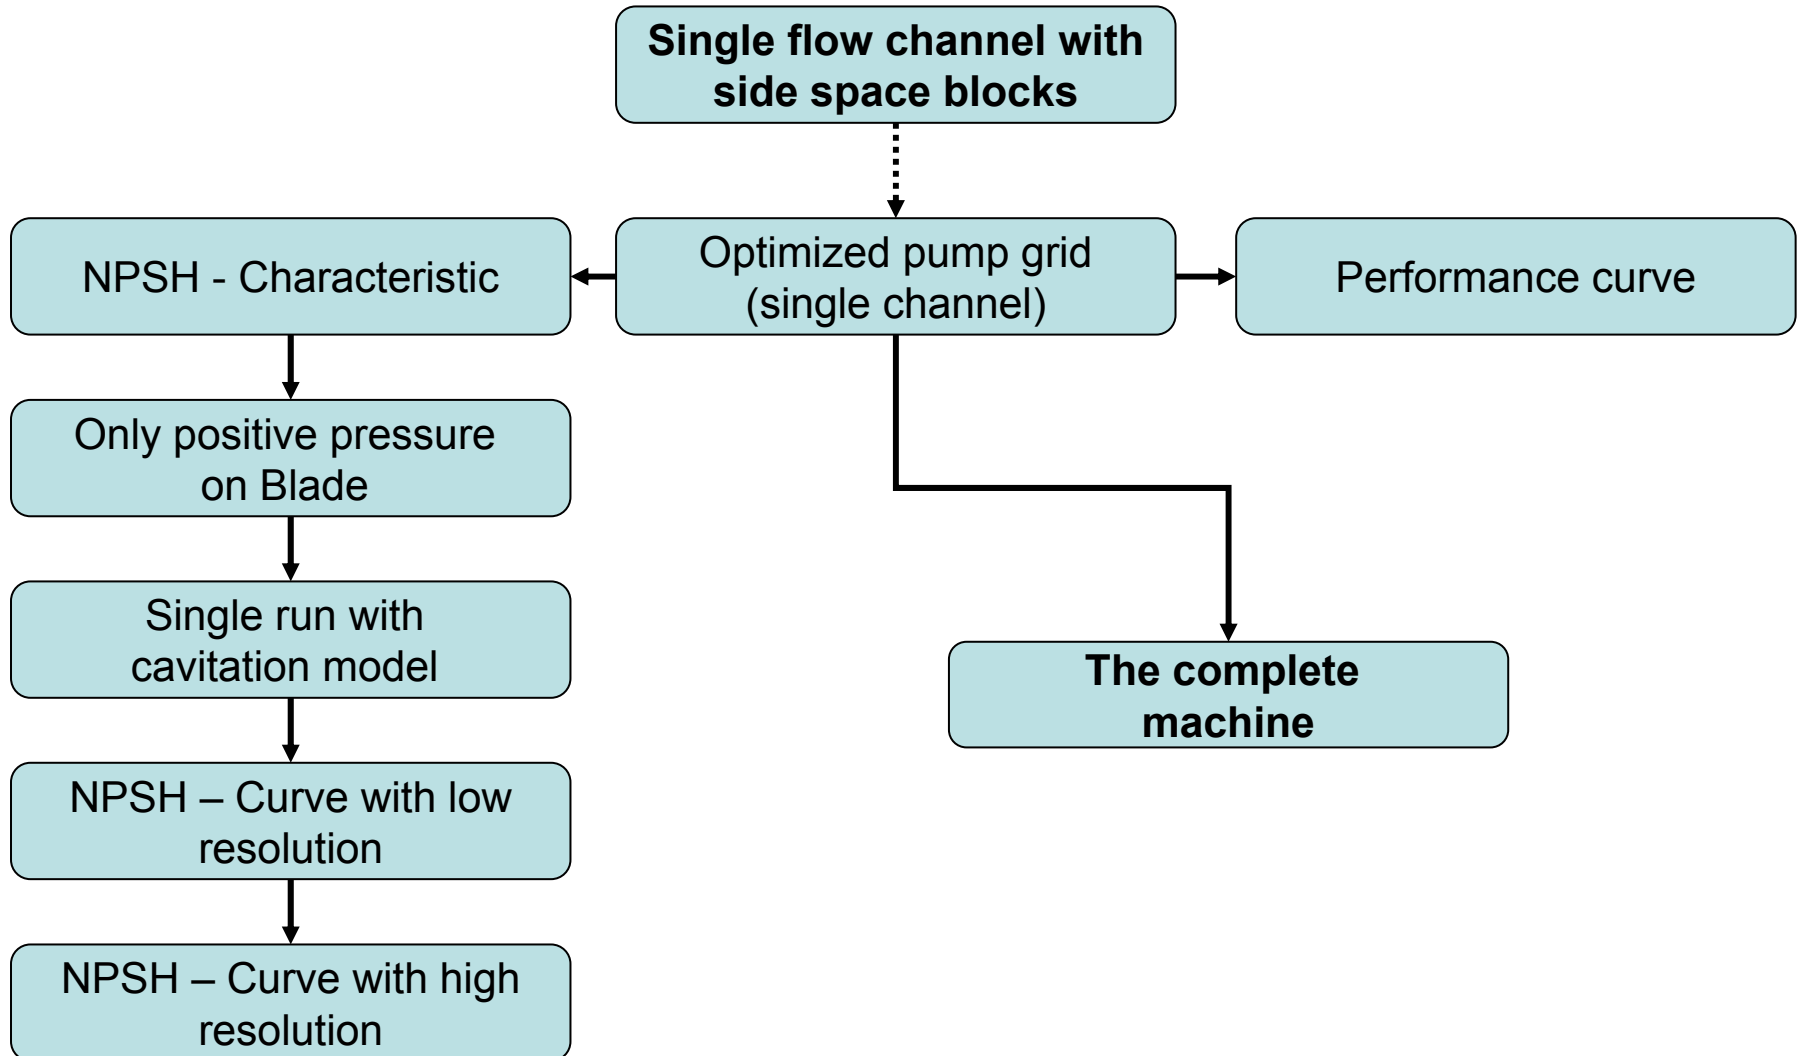 Single flow channel with
side space blocks
NPSH - Characteristic
Optimized pump grid
(single channel)
Performance curve
Only positive pressure
on Blade
Single run with
cavitation model
The complete
machine
NPSH – Curve with low
resolution
NPSH – Curve with high
resolution